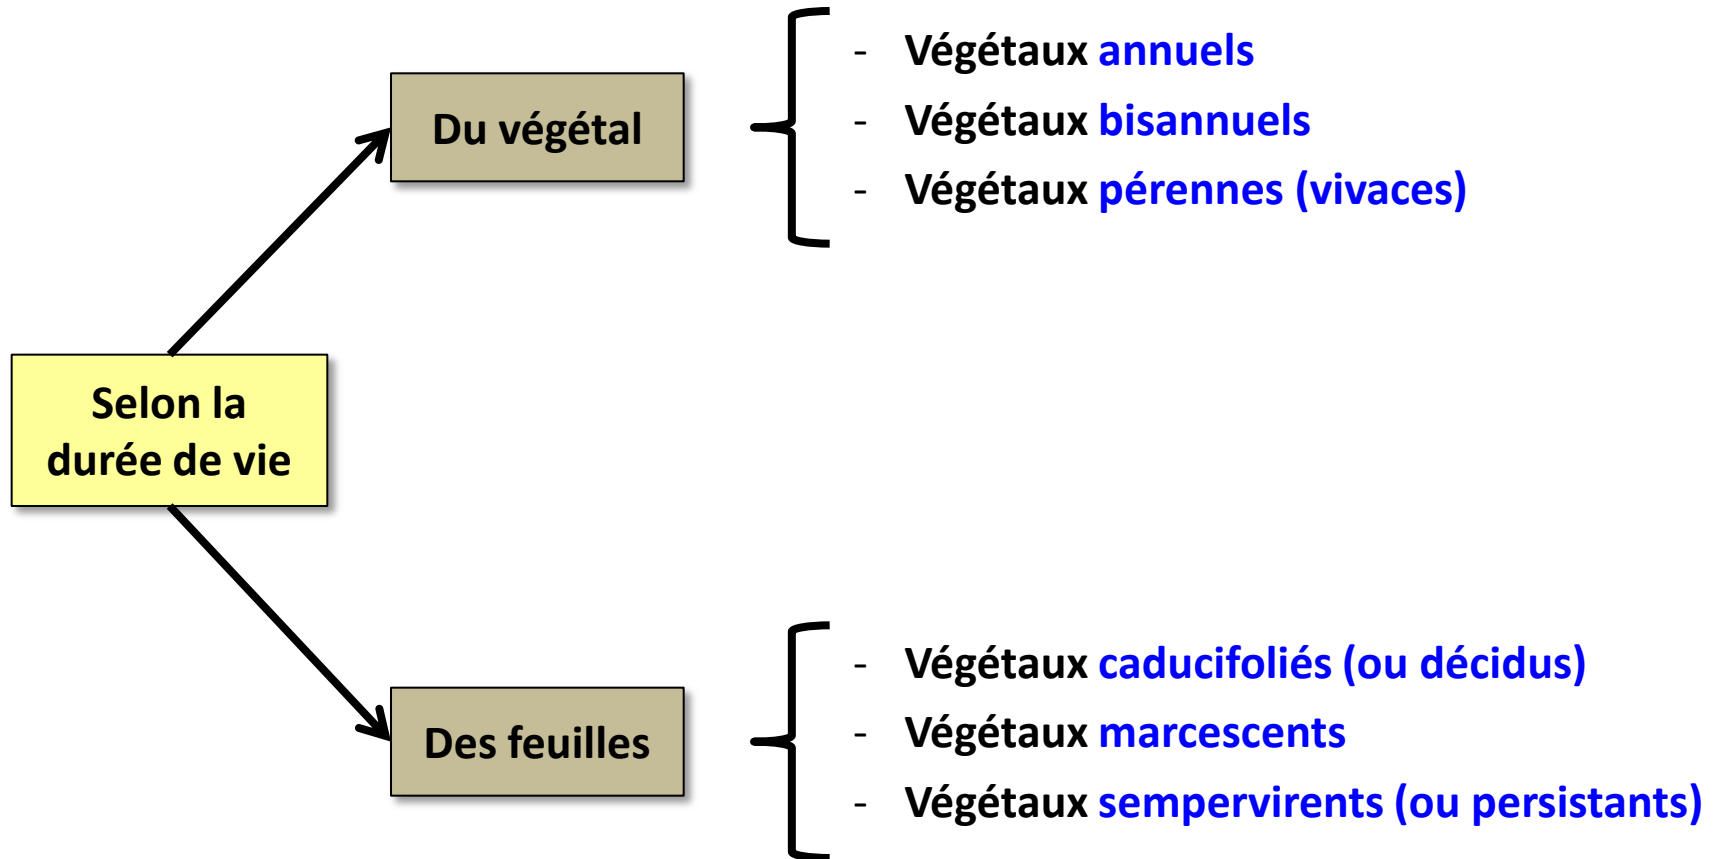 Selon la
durée de vie
Du végétal
- Végétaux annuels
- Végétaux bisannuels
- Végétaux pérennes (vivaces)
Des feuilles
- Végétaux caducifoliés (ou décidus)
- Végétaux marcescents
- Végétaux sempervirents (ou persistants)